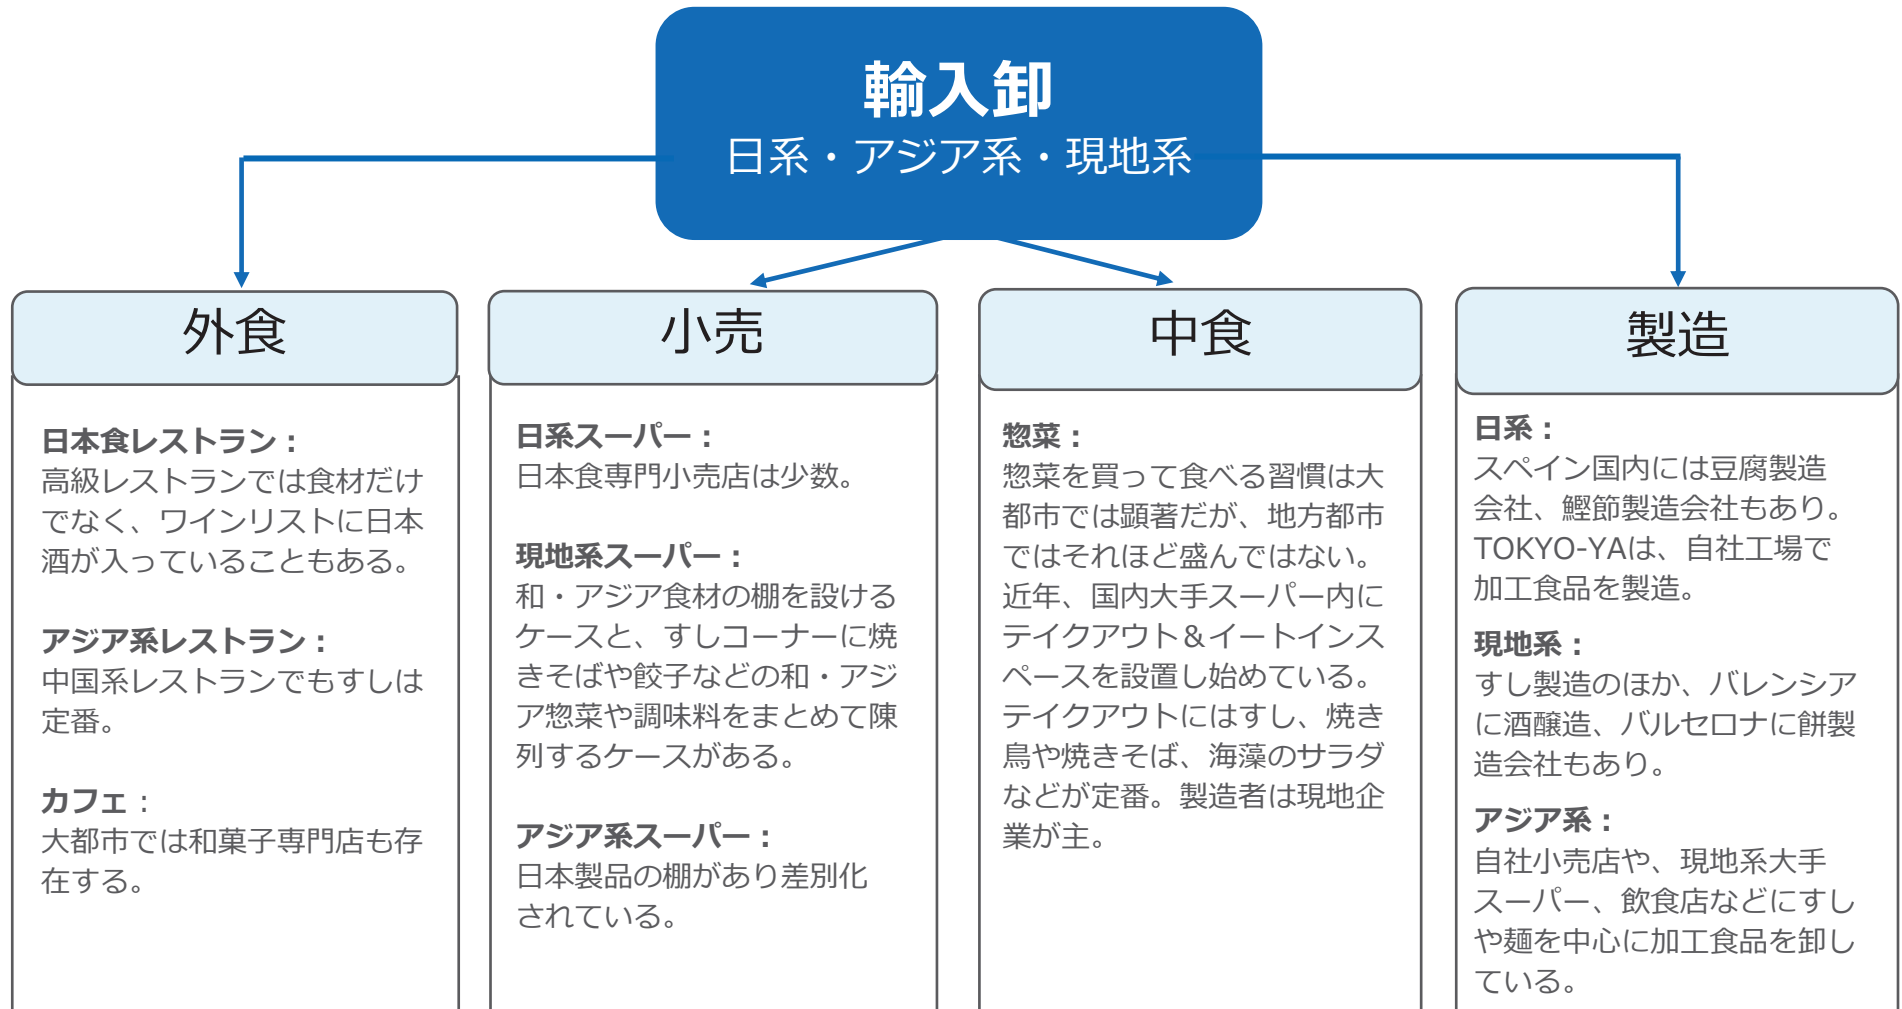 輸入卸
日系・アジア系・現地系
外食
日本食レストラン：
高級レストランでは食材だけ
でなく、ワインリストに日本
酒が入っていることもある。
アジア系レストラン：
中国系レストランでもすしは
定番。
カフェ：
大都市では和菓子専門店も存
在する。
小売
日系スーパー：
日本食専門小売店は少数。
現地系スーパー：
和・アジア食材の棚を設ける
ケースと、すしコーナーに焼
きそばや餃子などの和・アジ
ア惣菜や調味料をまとめて陳
列するケースがある。
アジア系スーパー：
日本製品の棚があり差別化
されている。
中食
惣菜：
惣菜を買って食べる習慣は大
都市では顕著だが、地方都市
ではそれほど盛んではない。
近年、国内大手スーパー内に
テイクアウト＆イートインス
ペースを設置し始めている。
テイクアウトにはすし、焼き
鳥や焼きそば、海藻のサラダ
などが定番。製造者は現地企
業が主。
製造
日系：
スペイン国内には豆腐製造
会社、鰹節製造会社もあり。
TOKYO-YAは、自社工場で
加工食品を製造。
現地系：
すし製造のほか、バレンシア
に酒醸造、バルセロナに餅製
造会社もあり。
アジア系：
自社小売店や、現地系大手
スーパー、飲食店などにすし
や麺を中心に加工食品を卸し
ている。